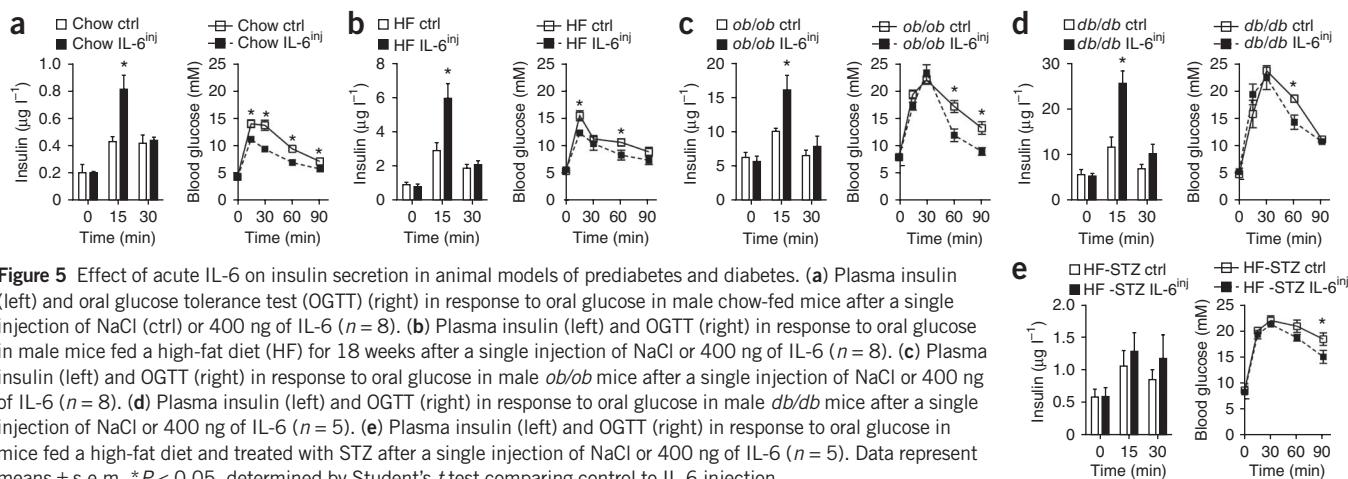 a
Chow ctrl
Chow IL-6inj
Insulin (µg l–1)
1.0
0.8
0.6
0.4
0.2
0
*
0 15 30
Time (min)
Chow ctrl
Chow IL-6inj
Blood glucose (mM)
25
20
15
10
5
0
* * * *
0 30 60 90
Time (min)
b
HF ctrl
HF IL-6inj
Insulin (µg l–1)
8
6
4
2
0
*
0 15 30
Time (min)
HF ctrl
HF IL-6inj
Blood glucose (mM)
25
20
15
10
5
0
* *
0 30 60 90
Time (min)
c
ob/ob ctrl
ob/ob IL-6inj
Insulin (µg l–1)
20
15
10
5
0
*
0 15 30
Time (min)
ob/ob ctrl
ob/ob IL-6inj
Blood glucose (mM)
25
20
15
10
5
0
* *
0 30 60 90
Time (min)
d
db/db ctrl
db/db IL-6inj
Insulin (µg l–1)
30
20
10
0
*
0 15 30
Time (min)
db/db ctrl
db/db IL-6inj
Blood glucose (mM)
25
20
15
10
5
0
*
0 30 60 90
Time (min)
Figure 5 Effect of acute IL-6 on insulin secretion in animal models of prediabetes and diabetes. (a) Plasma insulin
(left) and oral glucose tolerance test (OGTT) (right) in response to oral glucose in male chow-fed mice after a single
injection of NaCl (ctrl) or 400 ng of IL-6 (n = 8). (b) Plasma insulin (left) and OGTT (right) in response to oral glucose
in male mice fed a high-fat diet (HF) for 18 weeks after a single injection of NaCl or 400 ng of IL-6 (n = 8). (c) Plasma
insulin (left) and OGTT (right) in response to oral glucose in male ob/ob mice after a single injection of NaCl or 400 ng
of IL-6 (n = 8). (d) Plasma insulin (left) and OGTT (right) in response to oral glucose in male db/db mice after a single
injection of NaCl or 400 ng of IL-6 (n = 5). (e) Plasma insulin (left) and OGTT (right) in response to oral glucose in
mice fed a high-fat diet and treated with STZ after a single injection of NaCl or 400 ng of IL-6 (n = 5). Data represent
means ± s.e.m. *P < 0.05, determined by Student's t test comparing control to IL-6 injection.
e
HF-STZ ctrl
HF -STZ IL-6inj
Insulin (µg l–1)
2.0
1.5
1.0
0.5
0
0 15 30
Time (min)
HF-STZ ctrl
HF -STZ IL-6inj
Blood glucose (mM)
25
20
15
10
5
0
*
0 30 60 90
Time (min)